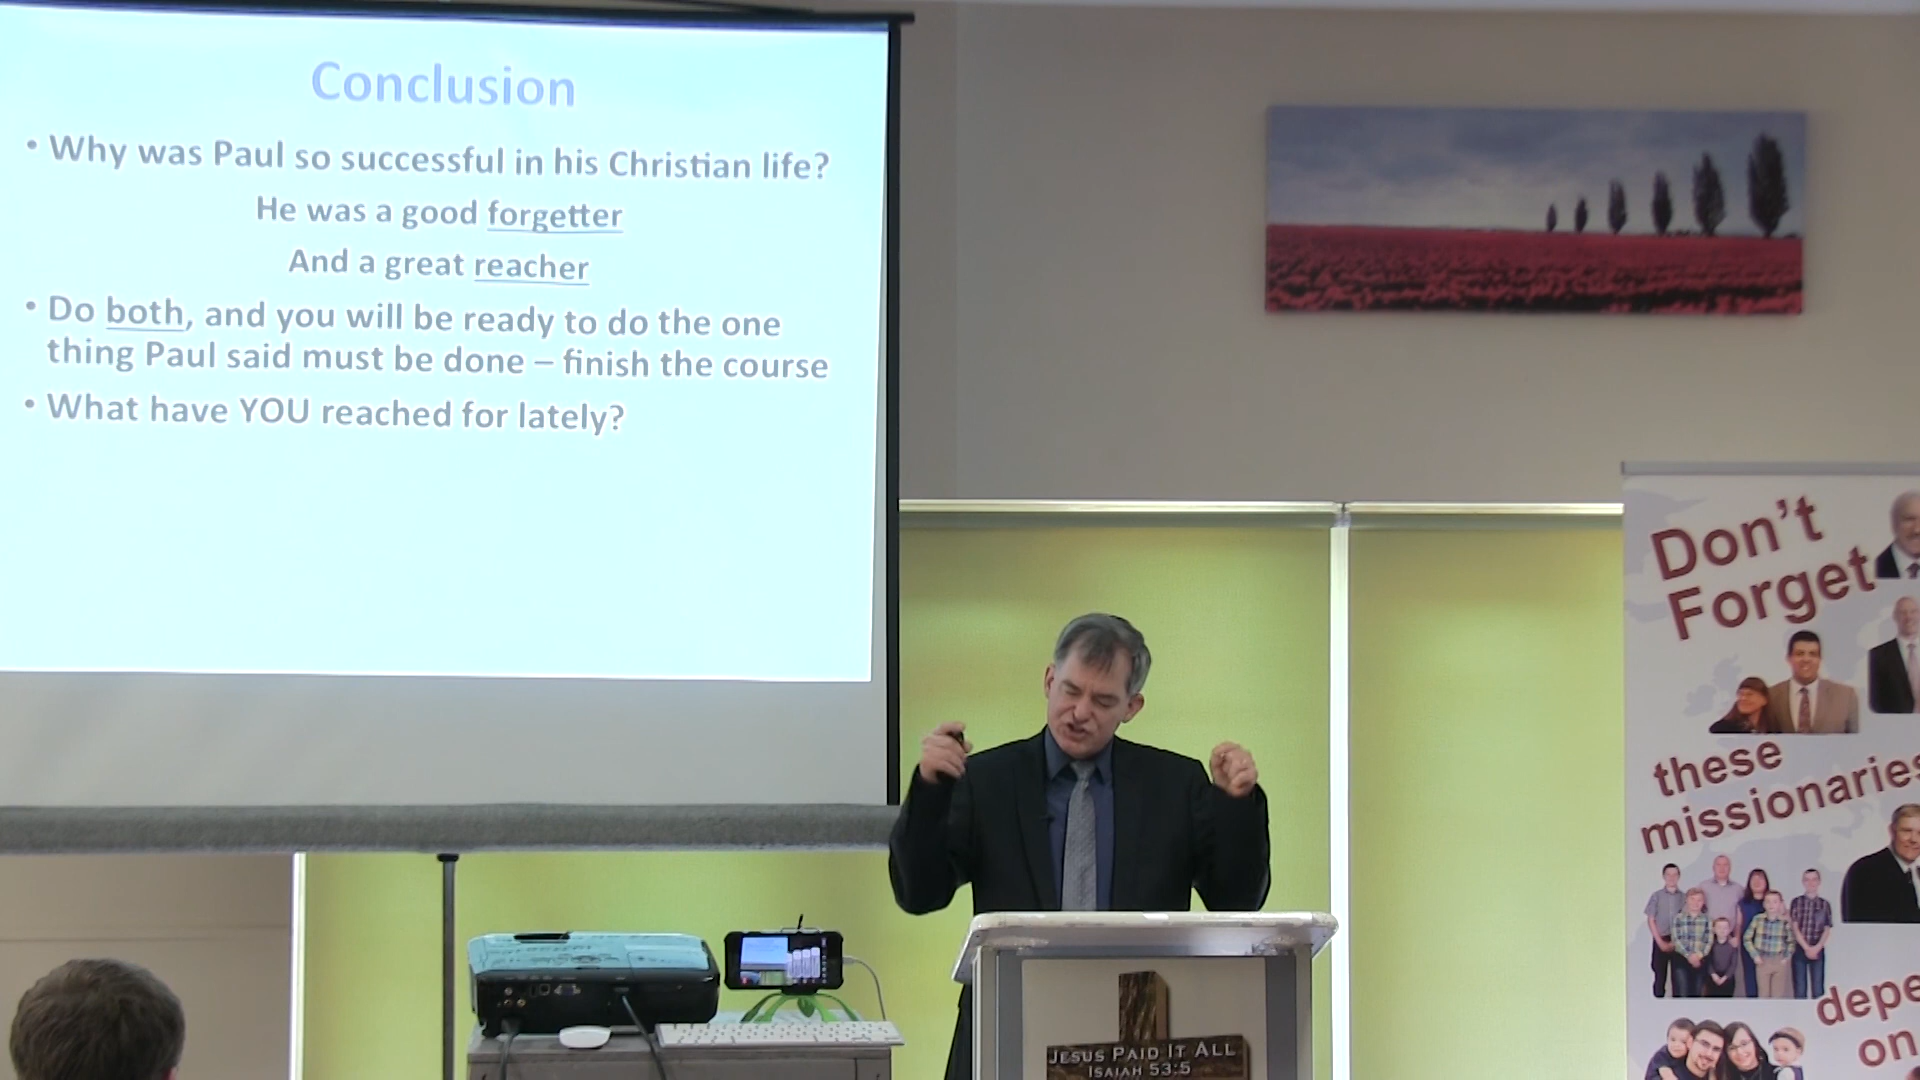 Conclusion
• Why was Paul so successful in his Christian life?
He was a good forgetter
And a great reacher
• Do both, and you will be ready to do the one
thing Paul said must be done – finish the course
• What have YOU reached for lately?
Don't
Forget
these
missionaries
on
JESUS PAID IT ALL
ISAIAH 53:5